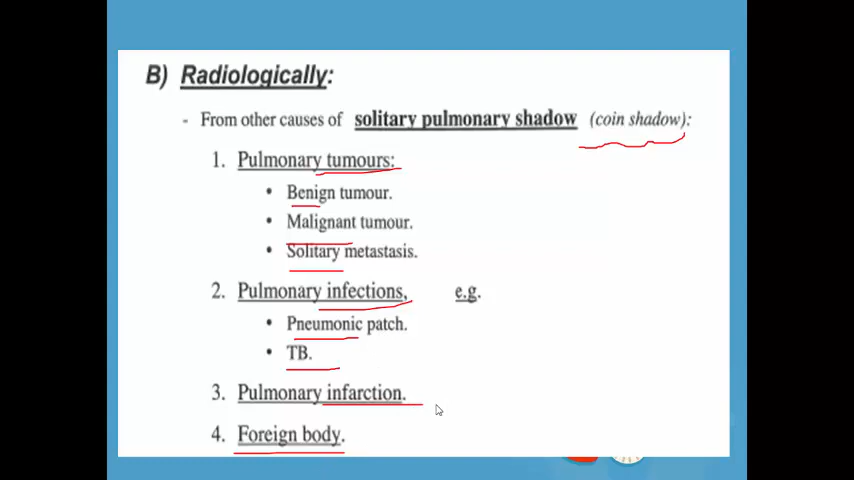 B) Radiologically:
- From other causes of solitary pulmonary shadow (coin shadow):
1. Pulmonary tumours:
• Benign tumour.
• Malignant tumour.
• Solitary metastasis.
2. Pulmonary infections, e.g.
• Pneumonic patch.
• TB.
3. Pulmonary infarction.
4. Foreign body.